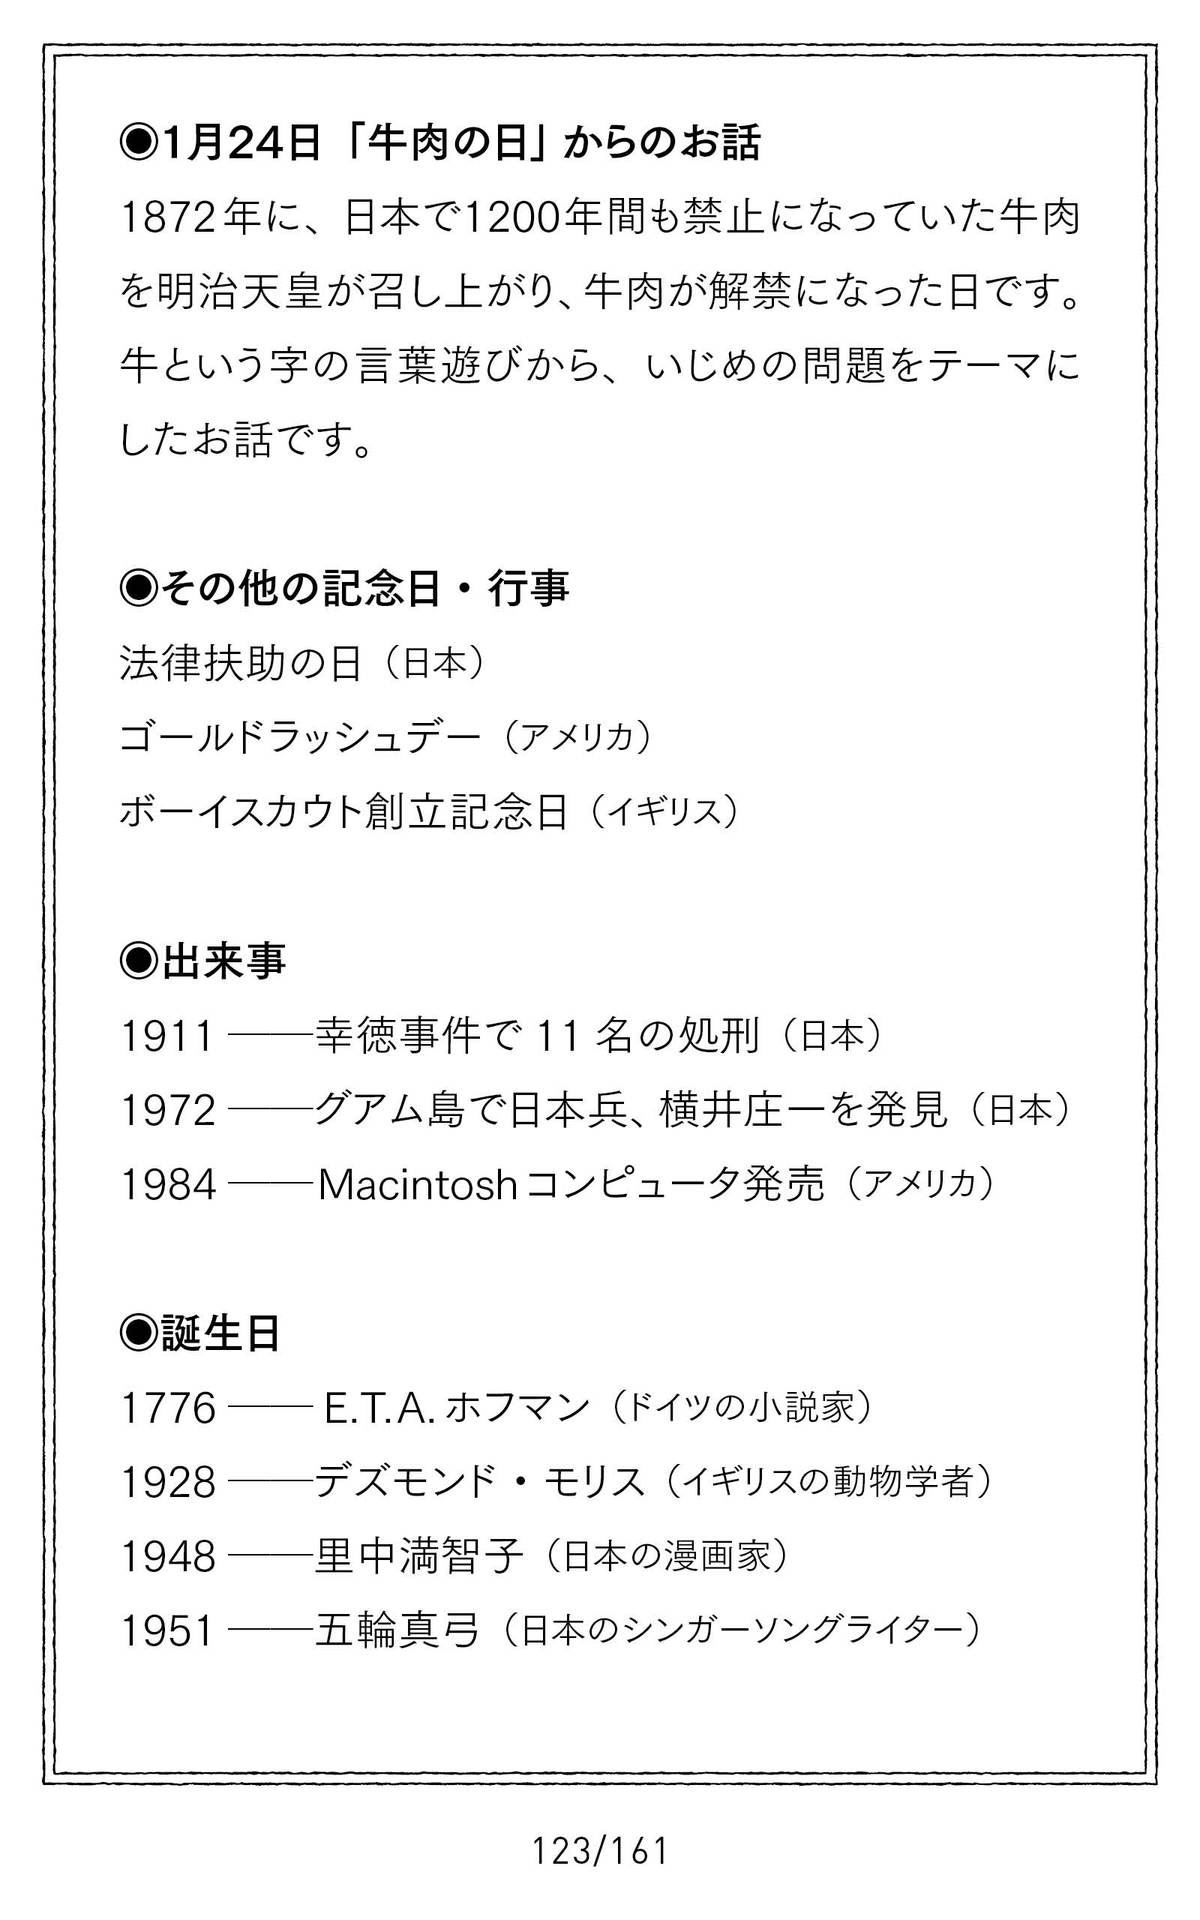 ◉1月24日「牛肉の日」からのお話
1872年に、日本で1200年間も禁止になっていた牛肉
を明治天皇が召し上がり、牛肉が解禁になった日です。
牛という字の言葉遊びから、いじめの問題をテーマに
したお話です。
◉その他の記念日・行事
法律扶助の日（日本）
ゴールドラッシュデー（アメリカ）
ボーイスカウト創立記念日（イギリス）
◉出来事
1911 ――幸徳事件で 11 名の処刑（日本）
1972 ――グアム島で日本兵、横井庄一を発見（日本）
1984 ――Macintoshコンピュータ発売（アメリカ）
◉誕生日
1776 ――E.T.A.ホフマン（ドイツの小説家）
1928 ――デズモンド・モリス（イギリスの動物学者）
1948 ――里中満智子（日本の漫画家）
1951 ――五輪真弓（日本のシンガーソングライター）
123/161